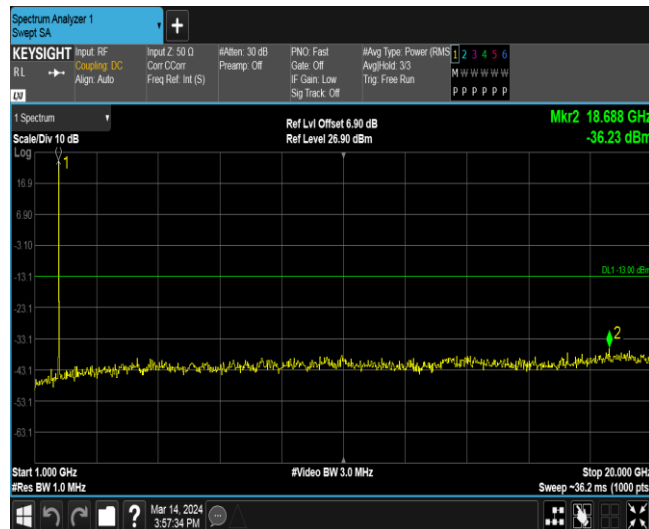 Spectrum Analyzer 1
Swept SA
+
KEYSIGHT
RL
LXI
Input: RF
Coupling: DC
Align: Auto
Input Z: 50 Ω
Corr CCorr
Freq Ref: Int (S)
#Atten: 30 dB
Preamp: Off
PNO: Fast
Gate: Off
IF Gain: Low
Sig Track: Off
#Avg Type: Power (RMS
Avg|Hold: 3/3
Trig: Free Run
1 2 3 4 5 6
M W W W W W
P P P P P P
1 Spectrum
Scale/Div 10 dB
Ref Lvl Offset 6.90 dB
Ref Level 26.90 dBm
Mkr2 18.688 GHz
-36.23 dBm
Log
1
16.9
6.90
-3.10
-13.1
DL1 -13.00 dBm
-23.1
-33.1
2
-43.1
-53.1
-63.1
Start 1.000 GHz
#Res BW 1.0 MHz
#Video BW 3.0 MHz
Stop 20.000 GHz
Sweep ~36.2 ms (1000 pts)
?
Mar 14, 2024
3:57:34 PM